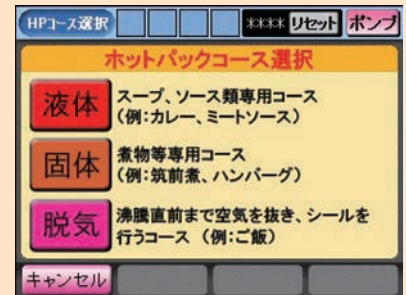 HPコース選択 **** リセット ポンプ
ホットパックコース選択
液体 スープ、ソース類専用コース
(例:カレー、ミートソース)
固体 煮物等専用コース
(例:筑前煮、ハンバーグ)
脱気 沸騰直前まで空気を抜き、シールを
行うコース (例:ご飯)
キャンセル